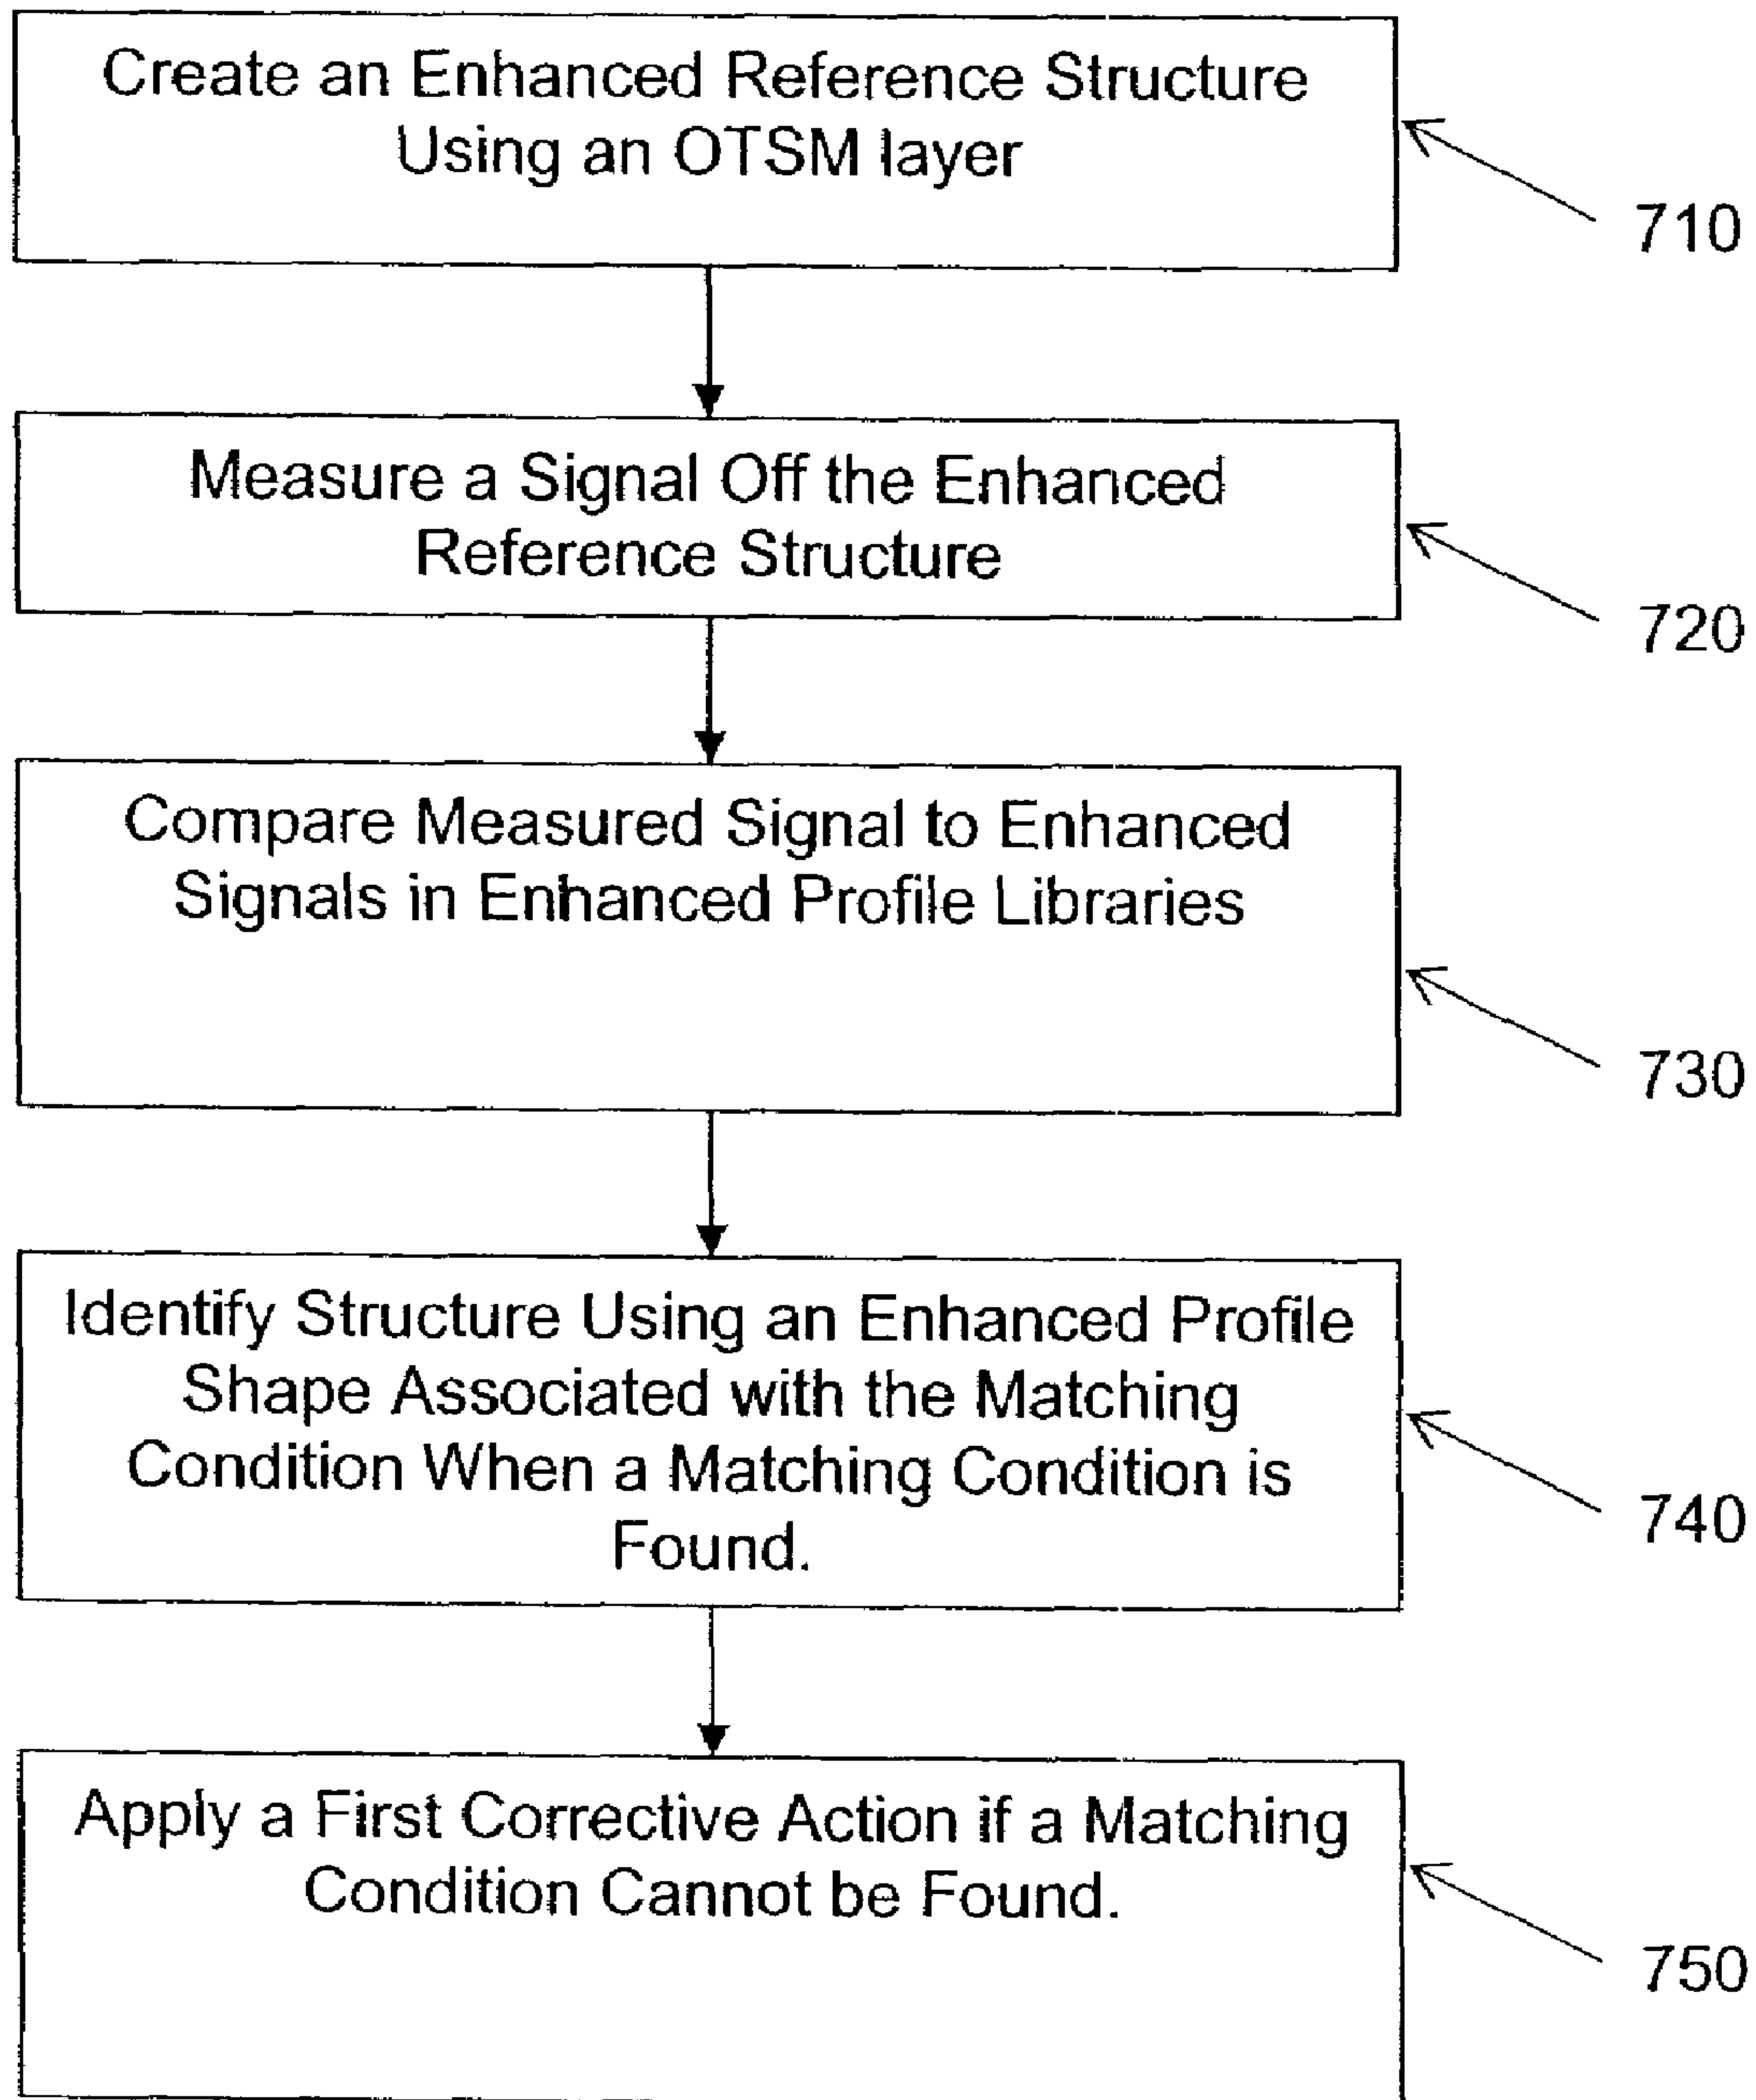 Create an Enhanced Reference Structure
Using an OTSM layer
710
Measure a Signal Off the Enhanced
Reference Structure
720
Compare Measured Signal to Enhanced
Signals in Enhanced Profile Libraries
730
Identify Structure Using an Enhanced Profile
Shape Associated with the Matching
Condition When a Matching Condition is
Found.
740
Apply a First Corrective Action if a Matching
Condition Cannot be Found.
750